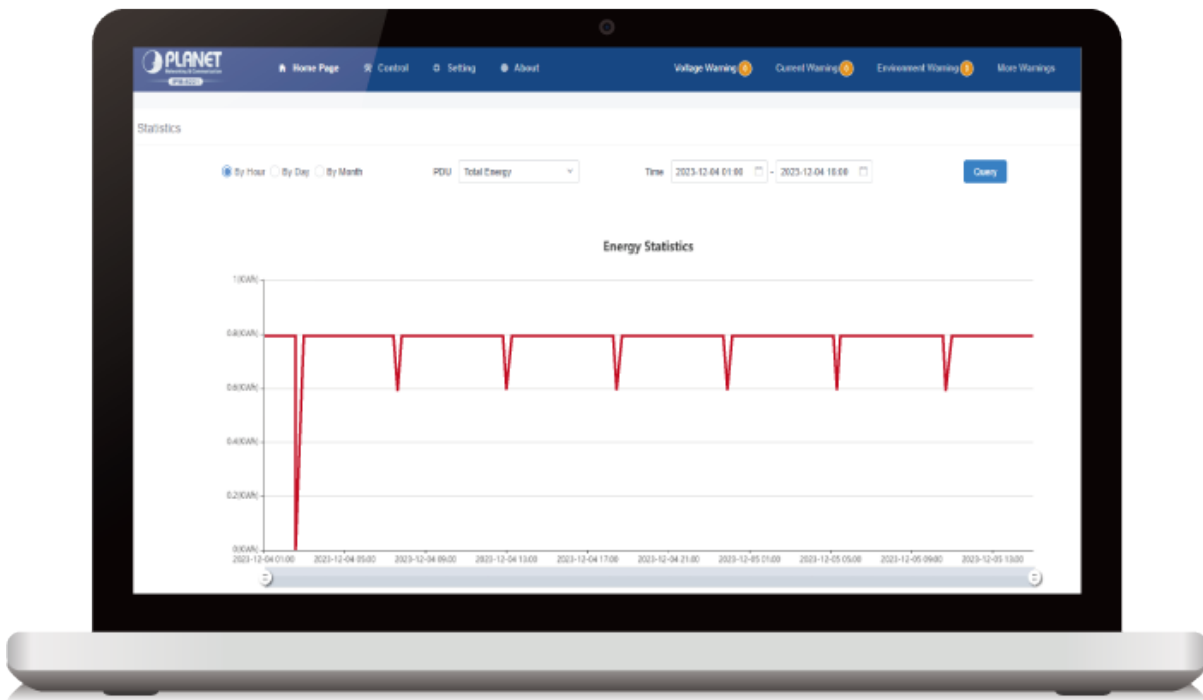 PLANET
Networking & Communication
Home Page Control Setting About Voltage Warning 0 Current Warning 0 Environment Warning 0 More Warnings
Statistics
By Hour By Day By Month PDU Total Energy Time 2023-12-04 01:00 - 2023-12-04 16:00 Query
Energy Statistics
1(KWh)
0.8(KWh)
0.6(KWh)
0.4(KWh)
0.2(KWh)
0(KWh)
2023-12-04 01:00 2023-12-04 05:00 2023-12-04 09:00 2023-12-04 13:00 2023-12-04 17:00 2023-12-04 21:00 2023-12-05 01:00 2023-12-05 05:00 2023-12-05 09:00 2023-12-05 13:00